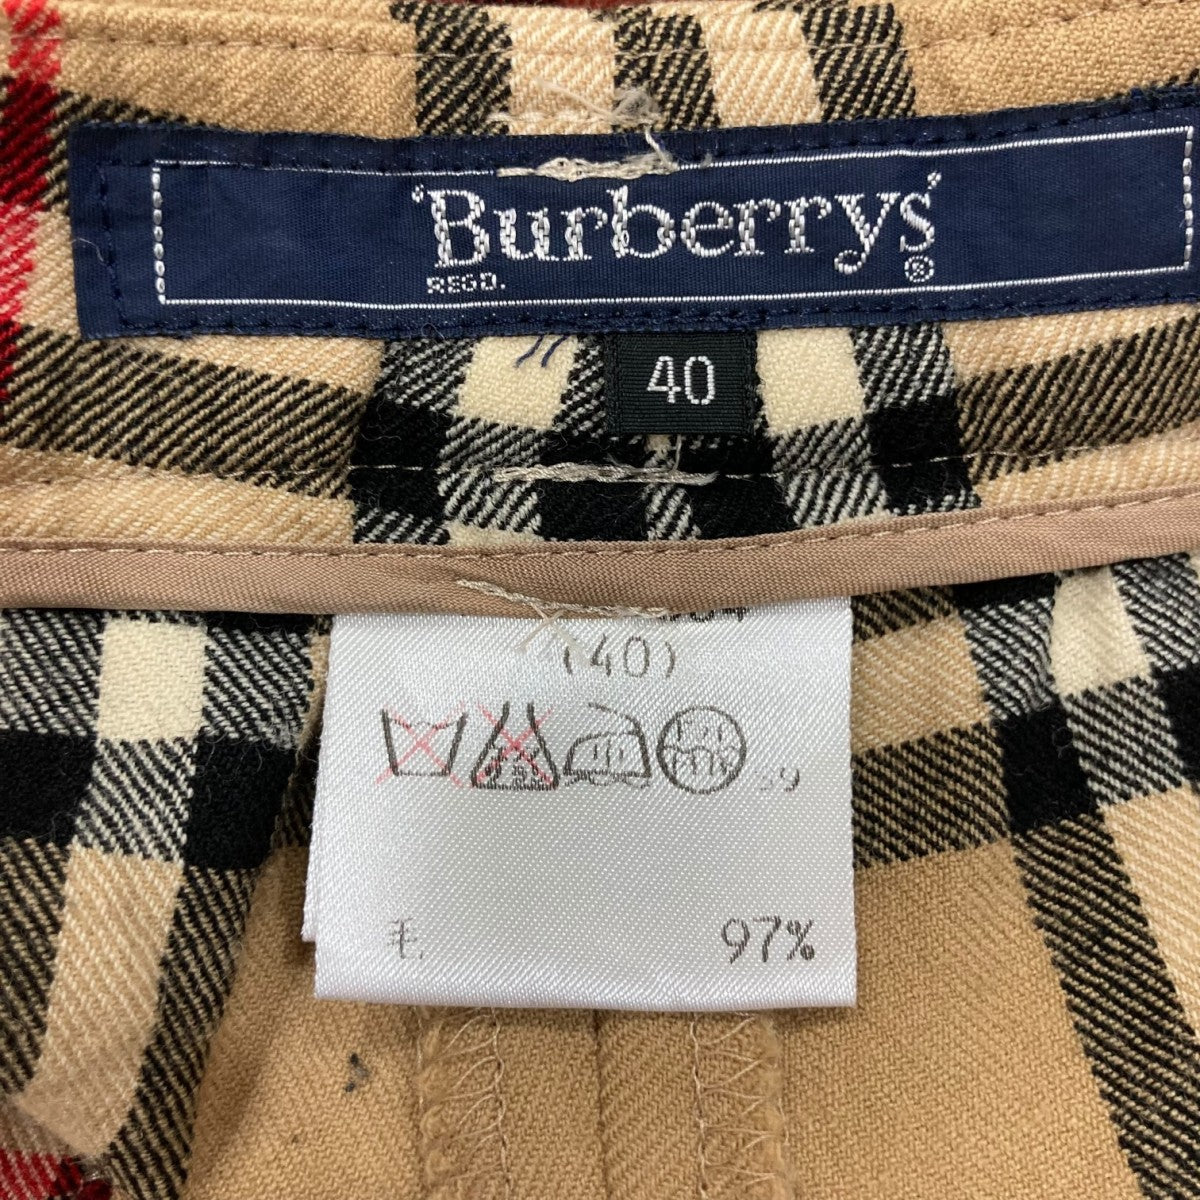 'Burberrys'
REGD. ®
40
(40)
毛 97%